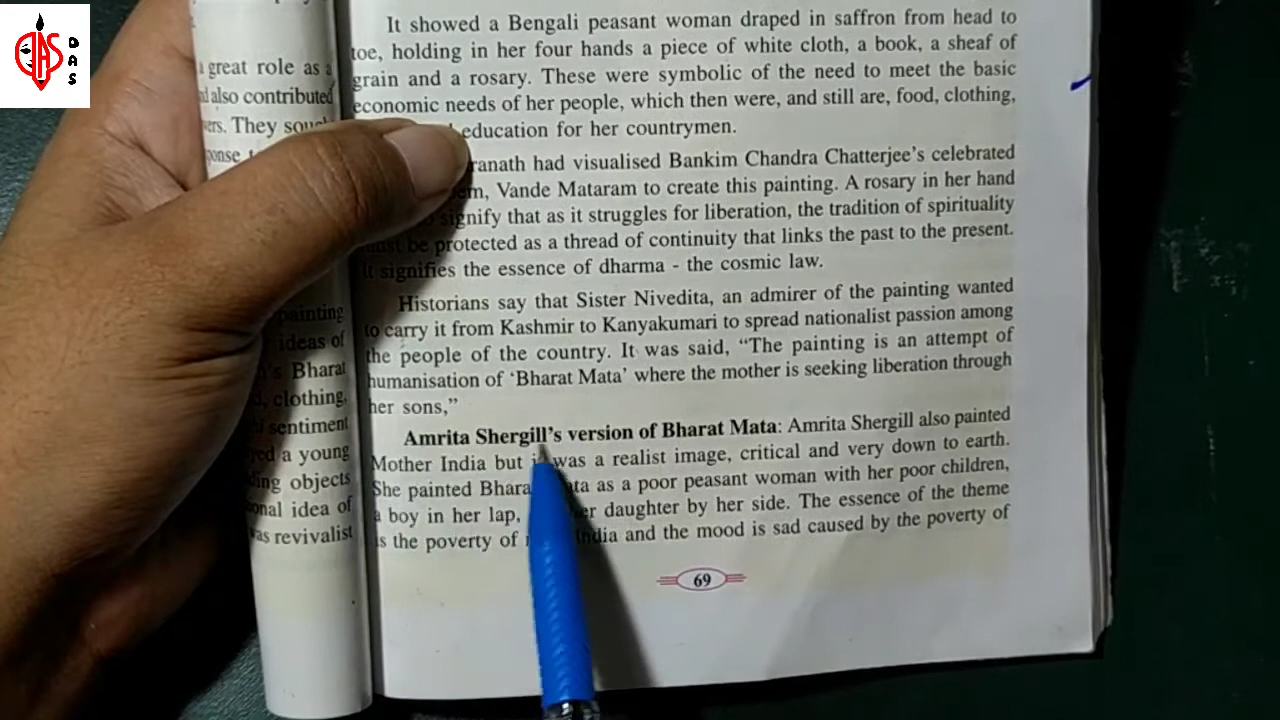 DAS
DAS
a great role as a
also contributed
They
painting
ideas of
Bharat
clothing,
sentiment
a young
objects
idea of
was revivalist
It showed a Bengali peasant woman draped in saffron from head to
toe, holding in her four hands a piece of white cloth, a book, a sheaf of
grain and a rosary. These were symbolic of the need to meet the basic
economic needs of her people, which then were, and still are, food, clothing,
education for her countrymen.
had visualised Bankim Chandra Chatterjee's celebrated
Vande Mataram to create this painting. A rosary in her hand
signify that as it struggles for liberation, the tradition of spirituality
must be protected as a thread of continuity that links the past to the present.
It signifies the essence of dharma - the cosmic law.
Historians say that Sister Nivedita, an admirer of the painting wanted
to carry it from Kashmir to Kanyakumari to spread nationalist passion among
the people of the country. It was said, “The painting is an attempt of
humanisation of ‘Bharat Mata’ where the mother is seeking liberation through
her sons,”
Amrita Shergill’s version of Bharat Mata: Amrita Shergill also painted
Mother India but it was a realist image, critical and very down to earth.
She painted Bharat Mata as a poor peasant woman with her poor children,
a boy in her lap, her daughter by her side. The essence of the theme
is the poverty of India and the mood is sad caused by the poverty of
69